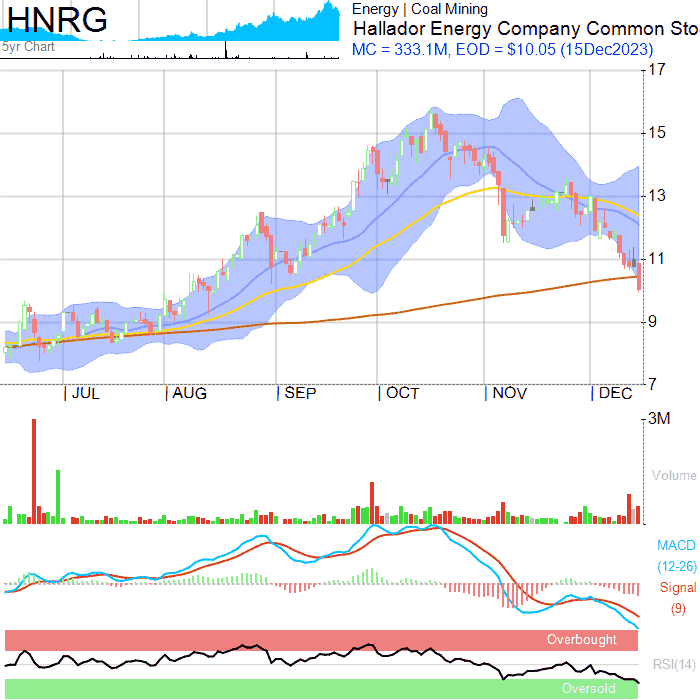 HNRG
5yr Chart
Energy | Coal Mining
Hallador Energy Company Common Sto
MC = 333.1M, EOD = $10.05 (15Dec2023)
17
15
13
11
9
7
JUL AUG SEP OCT NOV DEC
3M
Volume
MACD
(12-26)
Signal
(9)
Overbought
RSI(14)
Oversold